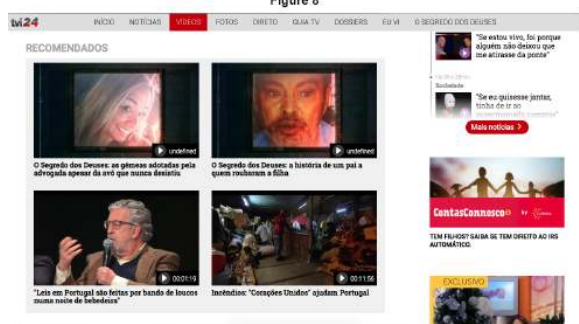 Figure 8
tvi24
INÍCIO NOTÍCIAS VÍDEOS FOTOS DIRETO GUIA TV DOSSIERS EU VI O SEGREDO DOS DEUSES
RECOMENDADOS
undefined
undefined
O Segredo dos Deuses: as gémeas adotadas pela
advogada apesar da avó que nunca desistiu
O Segredo dos Deuses: a história de um pai a
quem roubaram a filha
00:01:19
00:11:56
"Leis em Portugal são feitas por bando de loucos
numa noite de bebedeira"
Incêndios: "Corações Unidos" ajudam Portugal
"Se estou vivo, foi porque
alguém não deixou que
me atirasse da ponte"
Sociedade
"Se eu quisesse jantar,
tinha de ir ao
Mais notícias >
ContasConnosco by
TEM FILHOS? SAIBA SE TEM DIREITO AO IRS
AUTOMÁTICO.
EXCLUSIVO